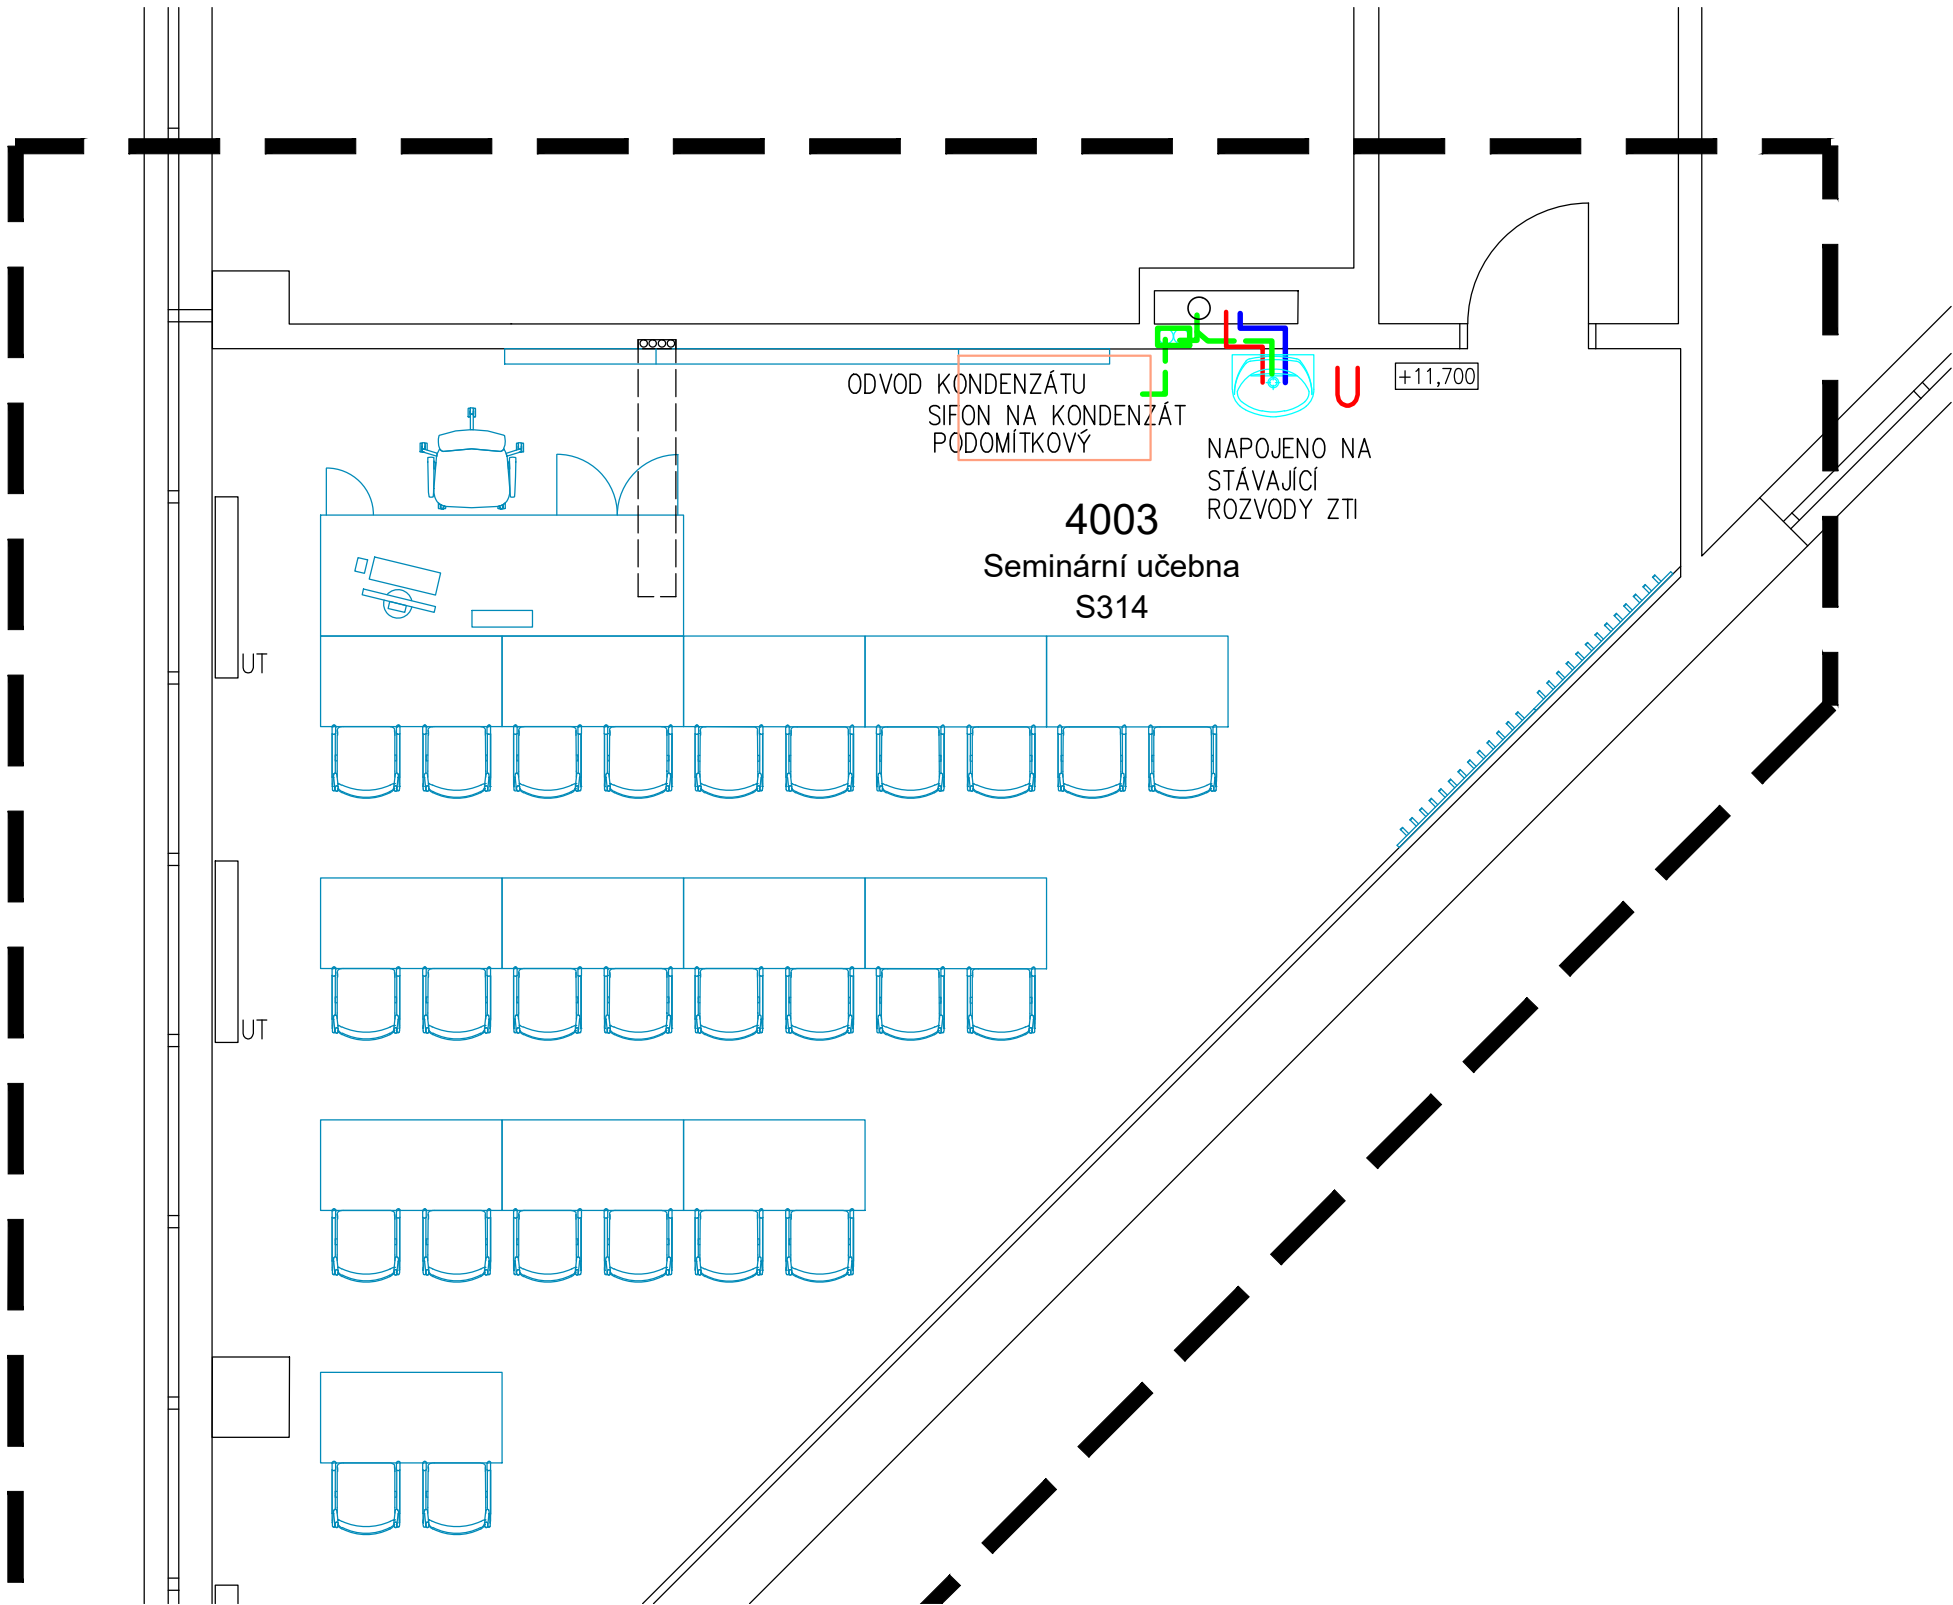 ODVOD KONDENZÁTU
SIFON NA KONDENZÁT
PODOMÍTKOVÝ
U
+11,700
NAPOJENO NA
STÁVAJÍCÍ
ROZVODY ZTI
4003
Seminární učebna
S314
UT
UT